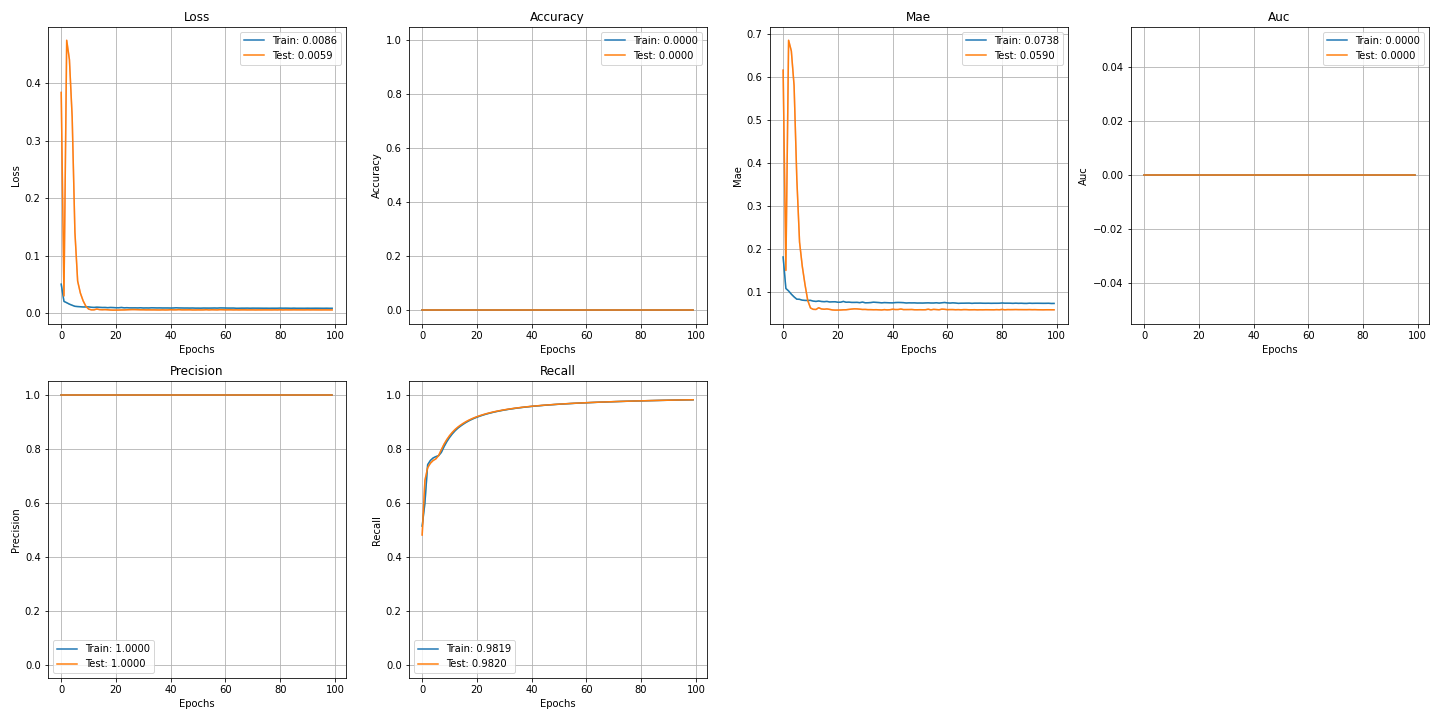 Loss
Train: 0.0086
Test: 0.0059
0.4
0.3
0.2
0.1
0.0
Loss
0 20 40 60 80 100
Epochs
Accuracy
Train: 0.0000
Test: 0.0000
1.0
0.8
0.6
0.4
0.2
0.0
Accuracy
0 20 40 60 80 100
Epochs
Mae
Train: 0.0738
Test: 0.0590
0.7
0.6
0.5
0.4
0.3
0.2
0.1
Mae
0 20 40 60 80 100
Epochs
Auc
Train: 0.0000
Test: 0.0000
0.04
0.02
0.00
−0.02
−0.04
Auc
0 20 40 60 80 100
Epochs
Precision
1.0
0.8
0.6
0.4
0.2
0.0
Precision
Train: 1.0000
Test: 1.0000
0 20 40 60 80 100
Epochs
Recall
1.0
0.8
0.6
0.4
0.2
0.0
Recall
Train: 0.9819
Test: 0.9820
0 20 40 60 80 100
Epochs